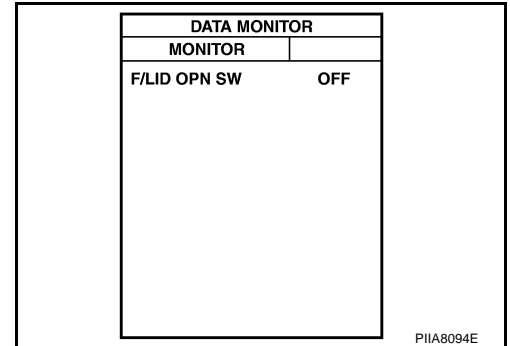 DATA MONITOR
MONITOR
F/LID OPN SW OFF
PIIA8094E